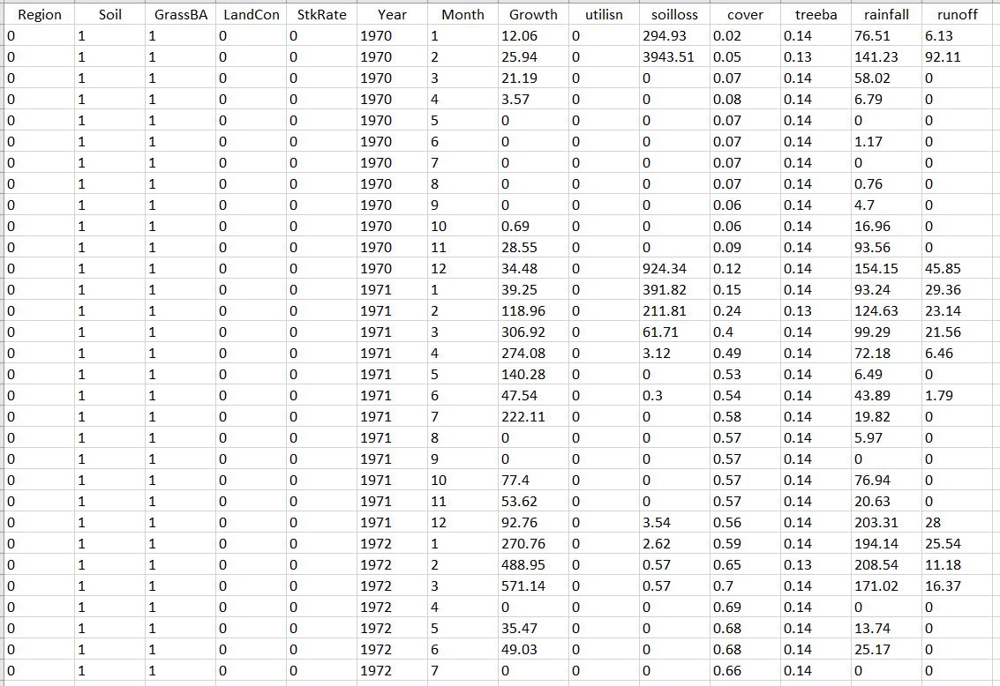 Region Soil GrassBA LandCon StkRate Year Month Growth utilisn soilloss cover treeba rainfall runoff
0 1 1 0 0 1970 1 12.06 0 294.93 0.02 0.14 76.51 6.13
0 1 1 0 0 1970 2 25.94 0 3943.51 0.05 0.13 141.23 92.11
0 1 1 0 0 1970 3 21.19 0 0 0.07 0.14 58.02 0
0 1 1 0 0 1970 4 3.57 0 0 0.08 0.14 6.79 0
0 1 1 0 0 1970 5 0 0 0 0.07 0.14 0 0
0 1 1 0 0 1970 6 0 0 0 0.07 0.14 1.17 0
0 1 1 0 0 1970 7 0 0 0 0.07 0.14 0 0
0 1 1 0 0 1970 8 0 0 0 0.07 0.14 0.76 0
0 1 1 0 0 1970 9 0 0 0 0.06 0.14 4.7 0
0 1 1 0 0 1970 10 0.69 0 0 0.06 0.14 16.96 0
0 1 1 0 0 1970 11 28.55 0 0 0.09 0.14 93.56 0
0 1 1 0 0 1970 12 34.48 0 924.34 0.12 0.14 154.15 45.85
0 1 1 0 0 1971 1 39.25 0 391.82 0.15 0.14 93.24 29.36
0 1 1 0 0 1971 2 118.96 0 211.81 0.24 0.13 124.63 23.14
0 1 1 0 0 1971 3 306.92 0 61.71 0.4 0.14 99.29 21.56
0 1 1 0 0 1971 4 274.08 0 3.12 0.49 0.14 72.18 6.46
0 1 1 0 0 1971 5 140.28 0 0 0.53 0.14 6.49 0
0 1 1 0 0 1971 6 47.54 0 0.3 0.54 0.14 43.89 1.79
0 1 1 0 0 1971 7 222.11 0 0 0.58 0.14 19.82 0
0 1 1 0 0 1971 8 0 0 0 0.57 0.14 5.97 0
0 1 1 0 0 1971 9 0 0 0 0.57 0.14 0 0
0 1 1 0 0 1971 10 77.4 0 0 0.57 0.14 76.94 0
0 1 1 0 0 1971 11 53.62 0 0 0.57 0.14 20.63 0
0 1 1 0 0 1971 12 92.76 0 3.54 0.56 0.14 203.31 28
0 1 1 0 0 1972 1 270.76 0 2.62 0.59 0.14 194.14 25.54
0 1 1 0 0 1972 2 488.95 0 0.57 0.65 0.13 208.54 11.18
0 1 1 0 0 1972 3 571.14 0 0.57 0.7 0.14 171.02 16.37
0 1 1 0 0 1972 4 0 0 0 0.69 0.14 0 0
0 1 1 0 0 1972 5 35.47 0 0 0.68 0.14 13.74 0
0 1 1 0 0 1972 6 49.03 0 0 0.68 0.14 25.17 0
0 1 1 0 0 1972 7 0 0 0 0.66 0.14 0 0